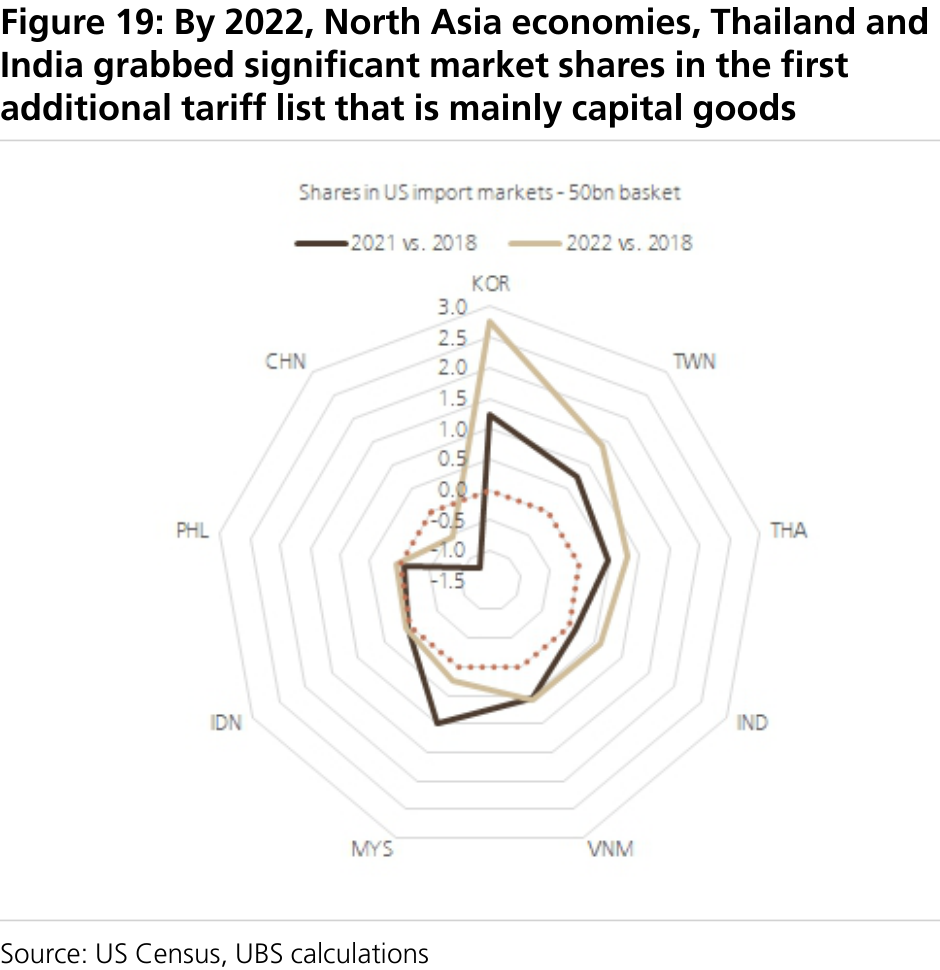 Figure 19: By 2022, North Asia economies, Thailand and
India grabbed significant market shares in the first
additional tariff list that is mainly capital goods
Shares in US import markets - 50bn basket
2021 vs. 2018
2022 vs. 2018
KOR
3.0
2.5
CHN
TWN
2.0
1.5
1.0
0.5
0.0
-0.5
PHL
THA
-1.0
-1.5
IDN
IND
MYS
VNM
Source: US Census, UBS calculations